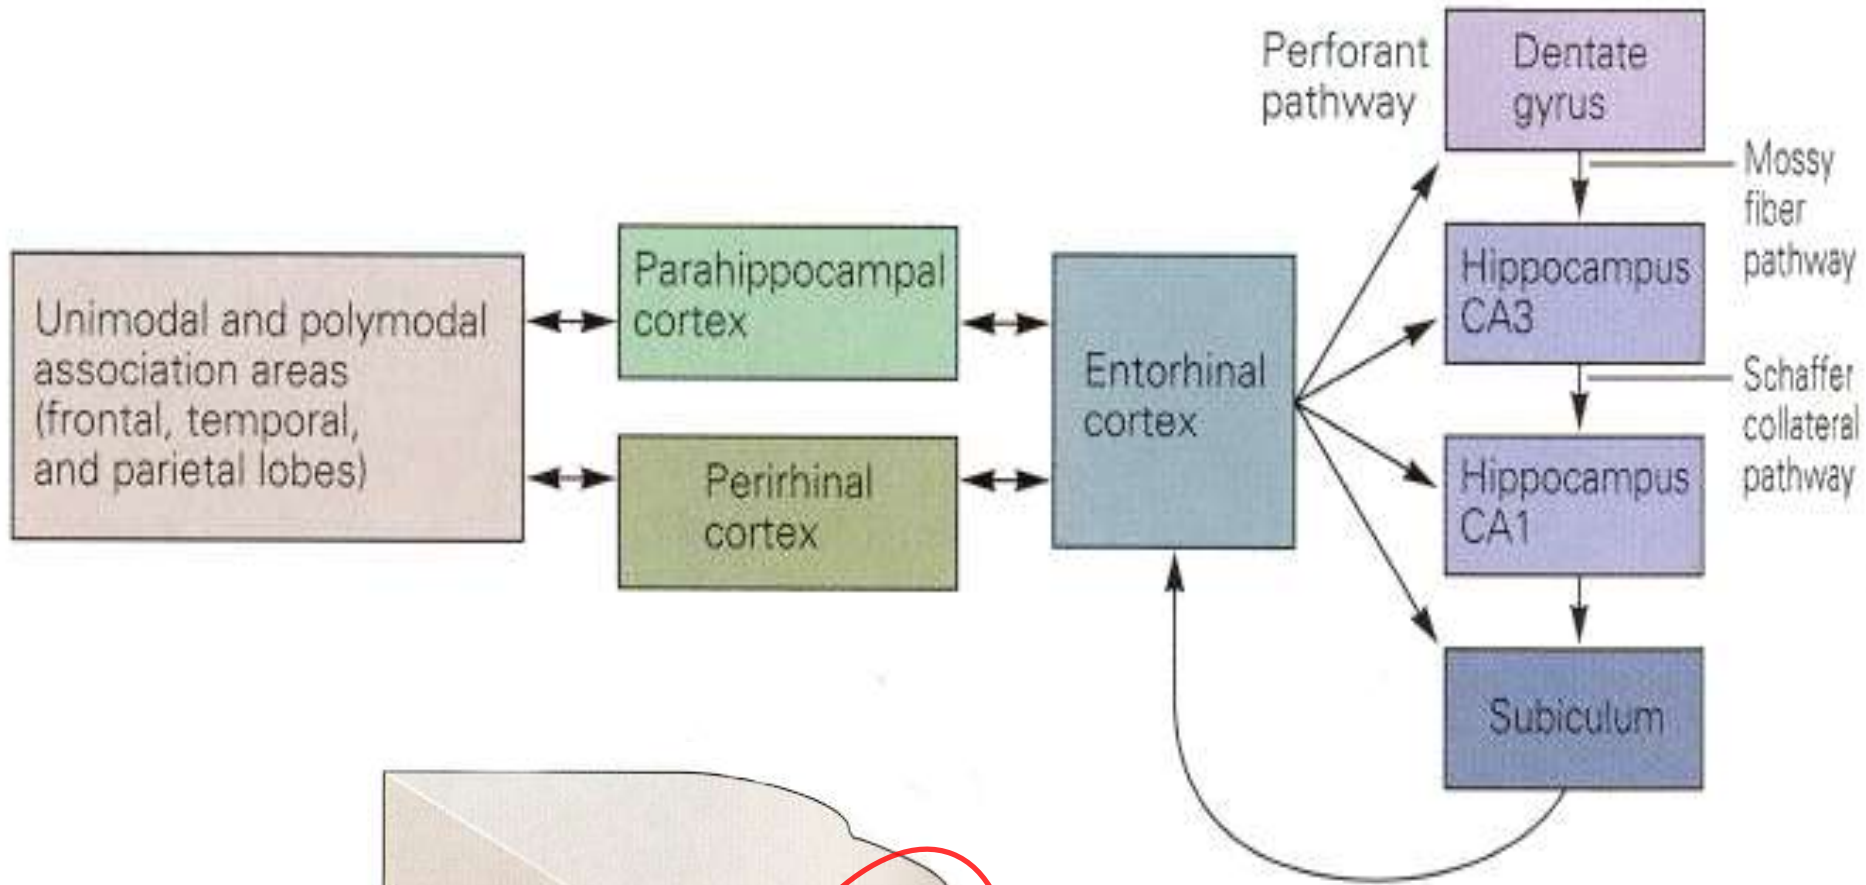 Unimodal and polymodal
association areas
(frontal, temporal,
and parietal lobes)
Parahippocampal
cortex
Perirhinal
cortex
Entorhinal
cortex
Perforant
pathway
Dentate
gyrus
Mossy
fiber
pathway
Hippocampus
CA3
Schaffer
collateral
pathway
Hippocampus
CA1
Subiculum